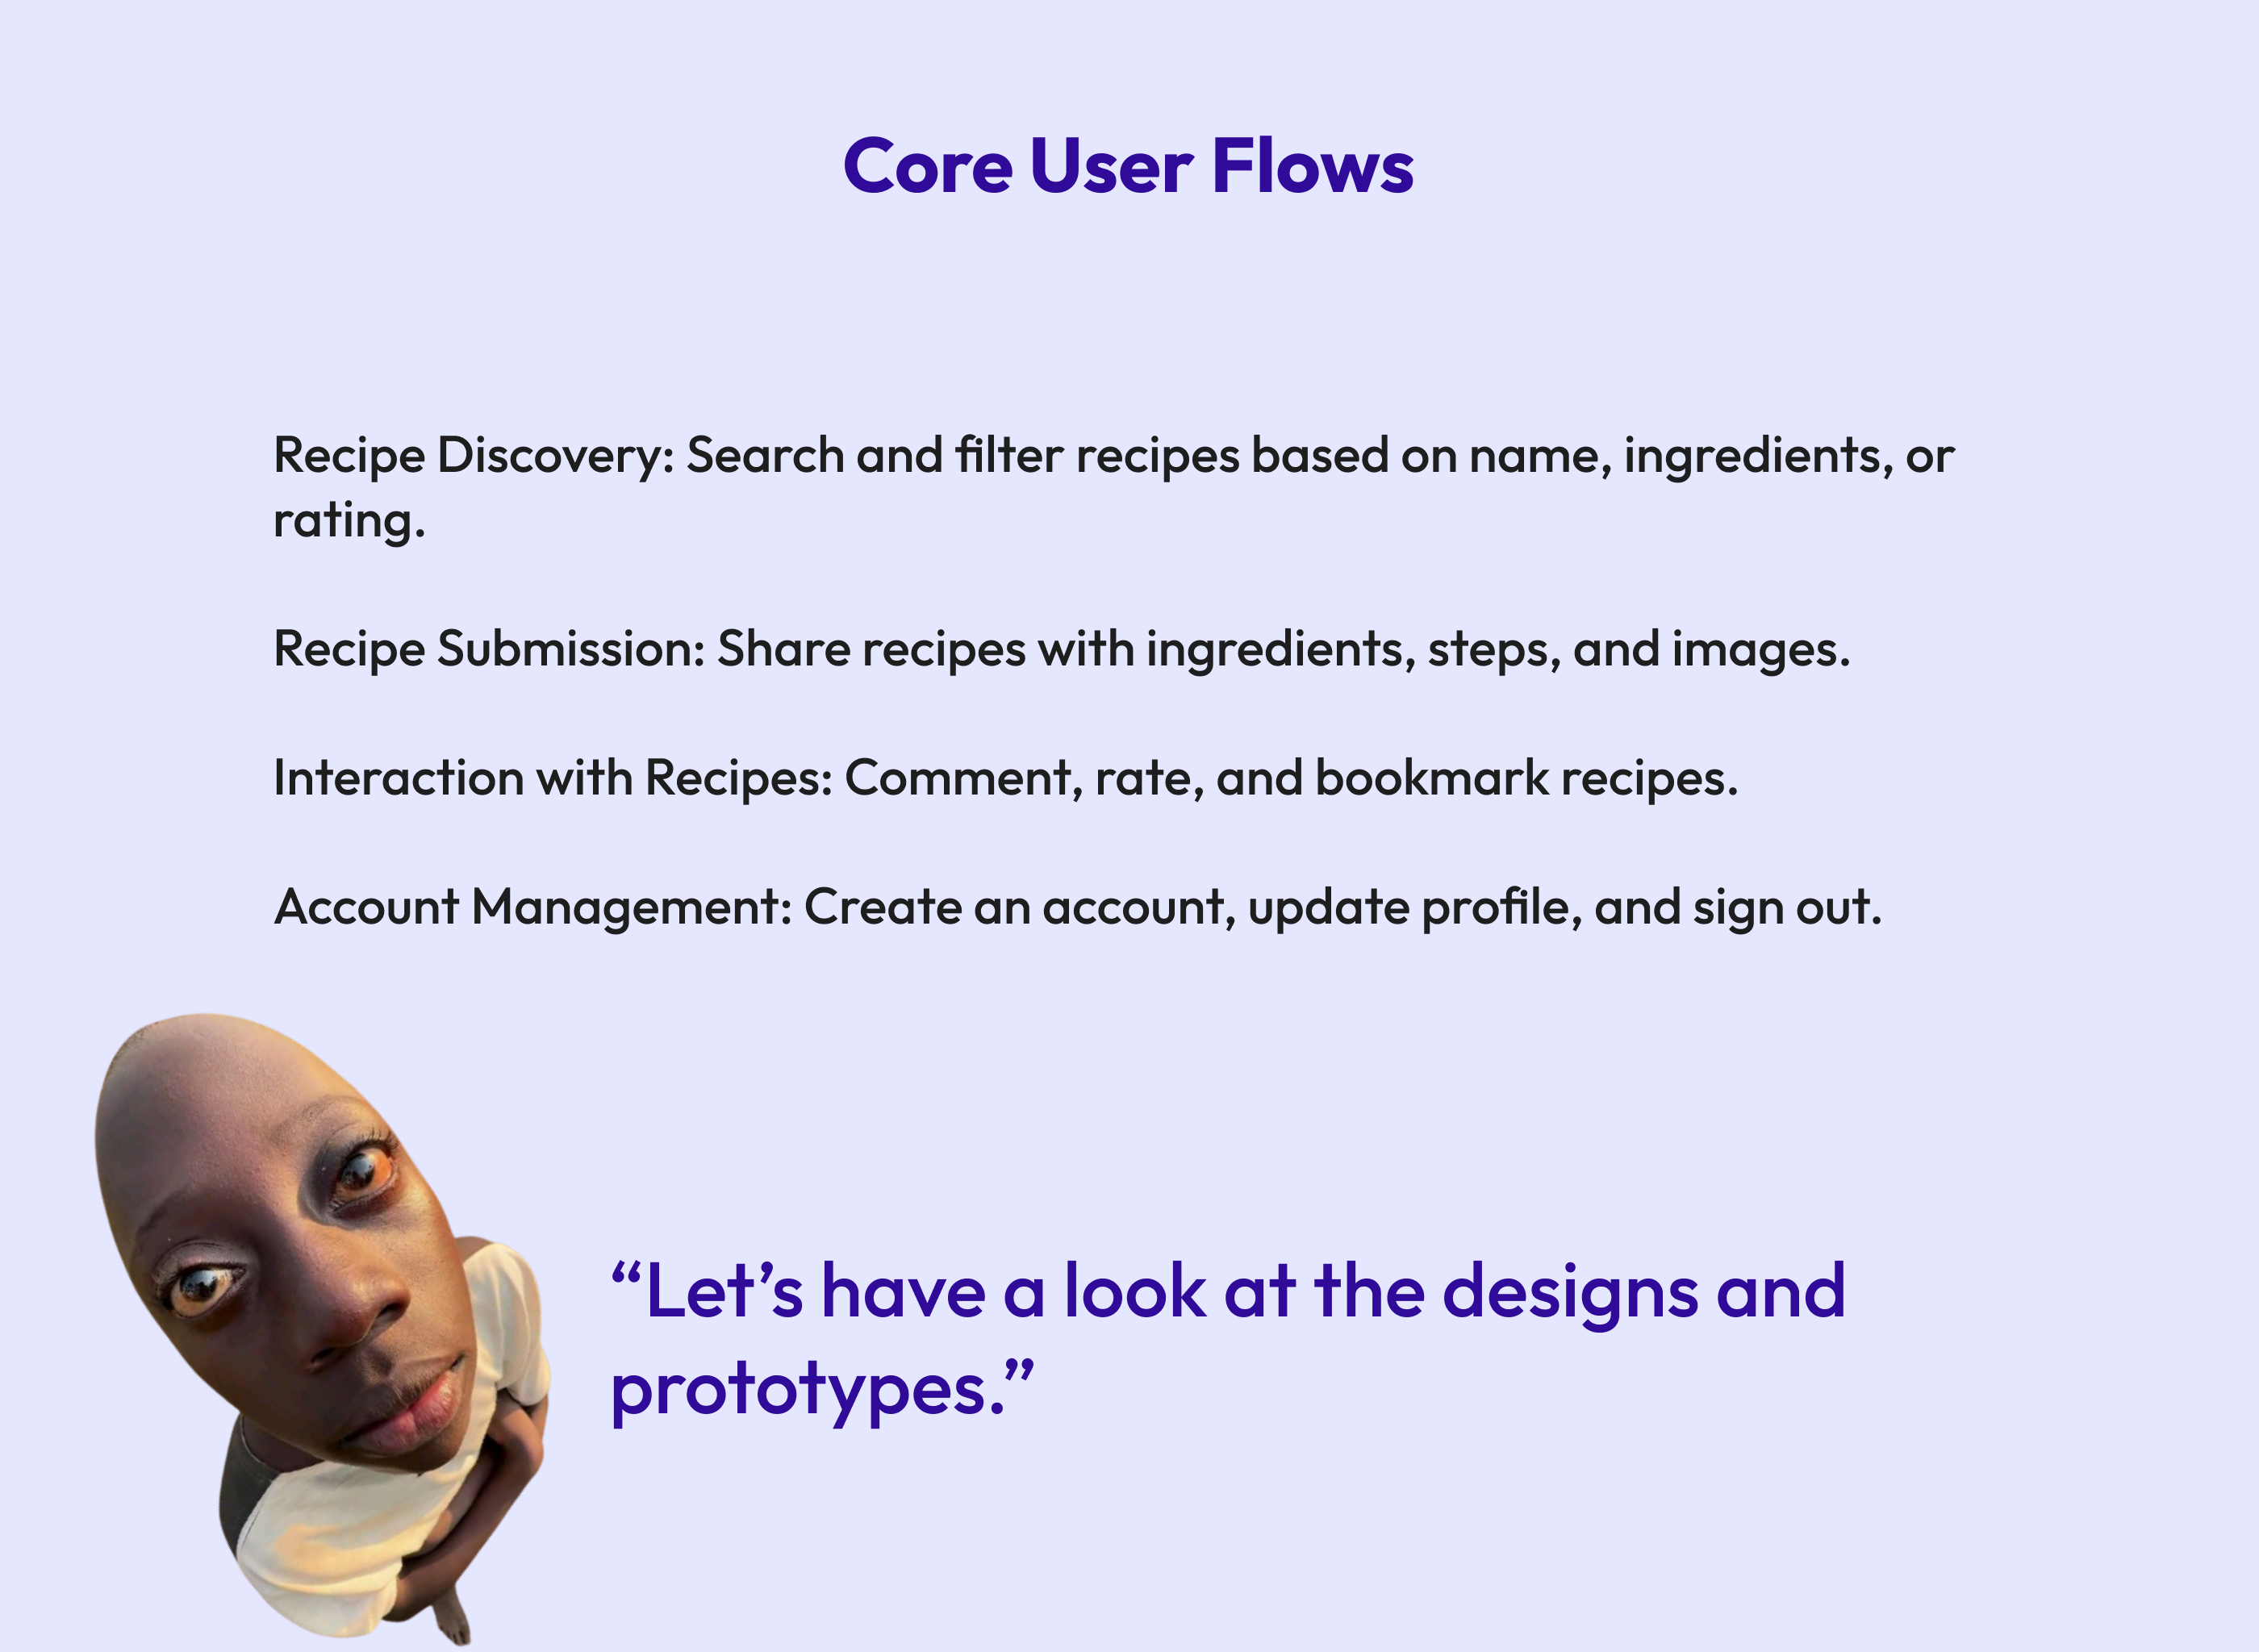 Core User Flows
Recipe Discovery: Search and filter recipes based on name, ingredients, or
rating.
Recipe Submission: Share recipes with ingredients, steps, and images.
Interaction with Recipes: Comment, rate, and bookmark recipes.
Account Management: Create an account, update profile, and sign out.
“Let’s have a look at the designs and
prototypes.”